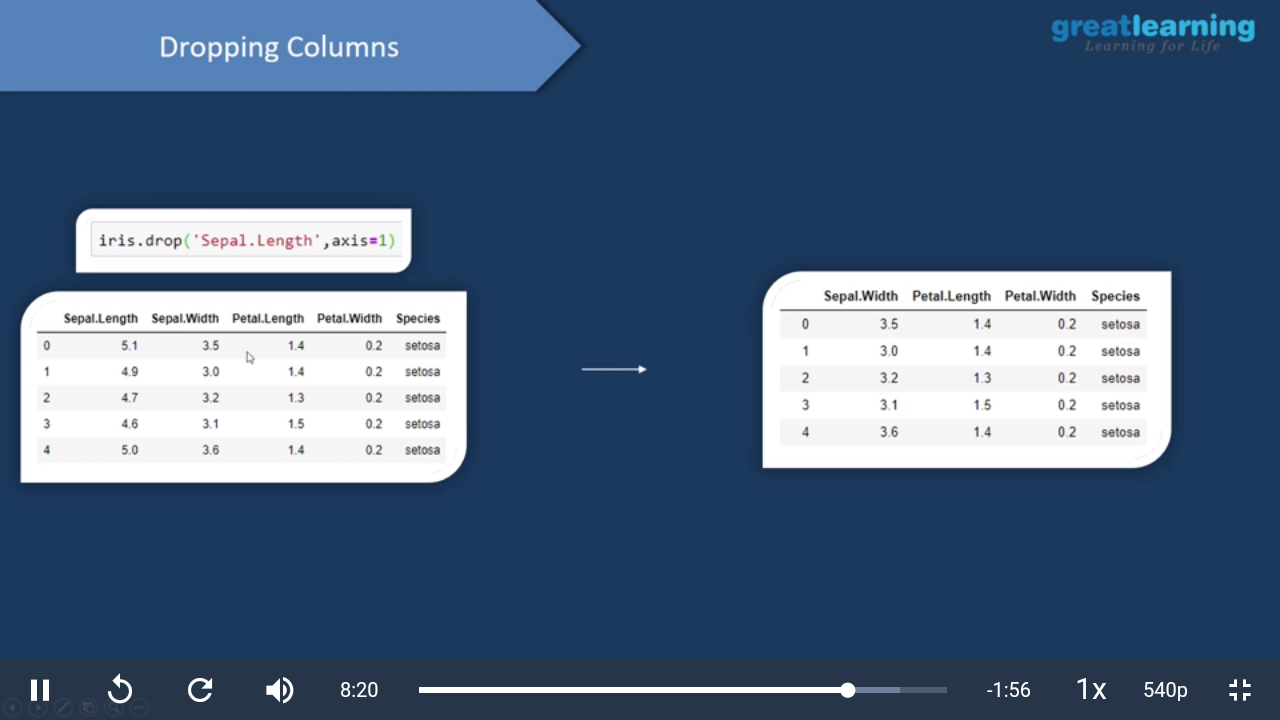 Dropping Columns
greatlearning
Learning for Life
iris.drop('Sepal.Length',axis=1)
Sepal.Length Sepal.Width Petal.Length Petal.Width Species
0 5.1 3.5 1.4 0.2 setosa
1 4.9 3.0 1.4 0.2 setosa
2 4.7 3.2 1.3 0.2 setosa
3 4.6 3.1 1.5 0.2 setosa
4 5.0 3.6 1.4 0.2 setosa
Sepal.Width Petal.Length Petal.Width Species
0 3.5 1.4 0.2 setosa
1 3.0 1.4 0.2 setosa
2 3.2 1.3 0.2 setosa
3 3.1 1.5 0.2 setosa
4 3.6 1.4 0.2 setosa
8:20 -1:56 1x 540p